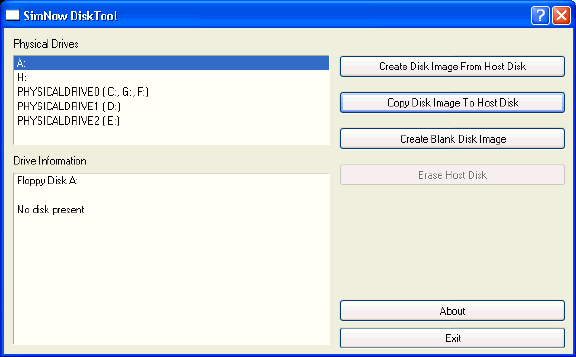 SimNow DiskTool
Physical Drives
A:
H:
PHYSICALDRIVE0 (C:, G:, F:)
PHYSICALDRIVE1 (D:)
PHYSICALDRIVE2 (E:)
Drive Information
Floppy Disk A:
No disk present
Create Disk Image From Host Disk
Copy Disk Image To Host Disk
Create Blank Disk Image
Erase Host Disk
About
Exit